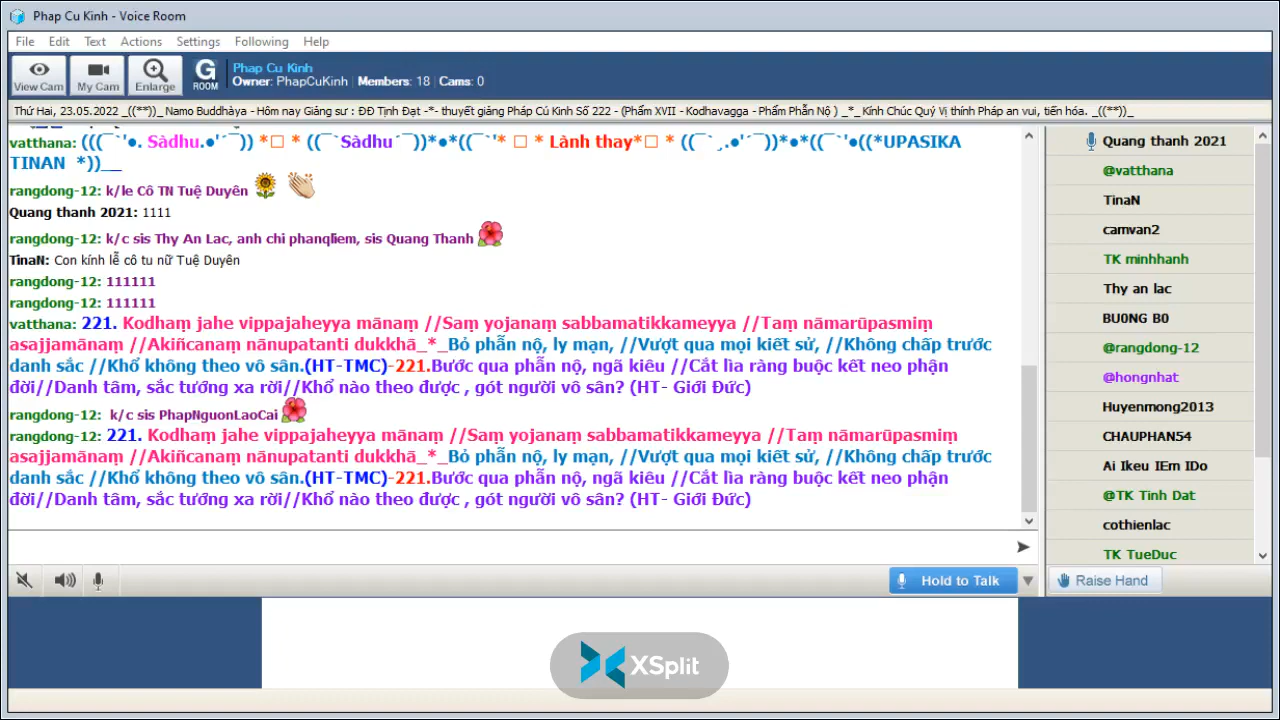 Phap Cu Kinh - Voice Room
File Edit Text Actions Settings Following Help
View Cam My Cam Enlarge G ROOM
Phap Cu Kinh
Owner: PhapCuKinh | Members: 18 | Cams: 0
Thứ Hai, 23.05.2022 _((**))_ Namo Buddhàya - Hôm nay Giảng sư : ĐĐ Tịnh Đạt -*- thuyết giảng Pháp Cú Kinh Số 222 - (Phẩm XVII - Kodhavagga - Phẩm Phẫn Nộ ) _*_ Kính Chúc Quý Vị thính Pháp an vui, tiến hóa. _((**))_
vatthana: (((¯`'●. Sàdhu.●'´¯)) *□ * ((¯`Sàdhu´¯))*●*((¯`'* □ * Lành thay*□ * ((¯`¸.●'´¯))*●*((¯`'●((*UPASIKA
TINAN *))__
rangdong-12: k/le Cô TN Tuệ Duyên
Quang thanh 2021: 1111
rangdong-12: k/c sis Thy An Lac, anh chi phanqliem, sis Quang Thanh
TinaN: Con kính lễ cô tu nữ Tuệ Duyên
rangdong-12: 111111
rangdong-12: 111111
vatthana: 221. Kodhaṃ jahe vippajaheyya mānaṃ //Saṃ yojanaṃ sabbamatikkameyya //Taṃ nāmarūpasmiṃ
asajjamānaṃ //Akiñcanaṃ nānupatanti dukkhā_*_Bỏ phẫn nộ, ly mạn, //Vượt qua mọi kiết sử, //Không chấp trước
danh sắc //Khổ không theo vô sân.(HT-TMC)-221.Bước qua phẫn nộ, ngã kiêu //Cắt lìa ràng buộc kết neo phận
đời//Danh tâm, sắc tướng xa rời//Khổ nào theo được , gót người vô sân? (HT- Giới Đức)
rangdong-12: k/c sis PhapNguonLaoCai
rangdong-12: 221. Kodhaṃ jahe vippajaheyya mānaṃ //Saṃ yojanaṃ sabbamatikkameyya //Taṃ nāmarūpasmiṃ
asajjamānaṃ //Akiñcanaṃ nānupatanti dukkhā_*_Bỏ phẫn nộ, ly mạn, //Vượt qua mọi kiết sử, //Không chấp trước
danh sắc //Khổ không theo vô sân.(HT-TMC)-221.Bước qua phẫn nộ, ngã kiêu //Cắt lìa ràng buộc kết neo phận
đời//Danh tâm, sắc tướng xa rời//Khổ nào theo được , gót người vô sân? (HT- Giới Đức)
Quang thanh 2021
@vatthana
TinaN
camvan2
TK minhhanh
Thy an lac
BU0NG B0
@rangdong-12
@hongnhat
Huyenmong2013
CHAUPHAN54
Ai Ikeu IEm IDo
@TK Tinh Dat
cothienlac
TK TueDuc
Hold to Talk
Raise Hand
XSplit